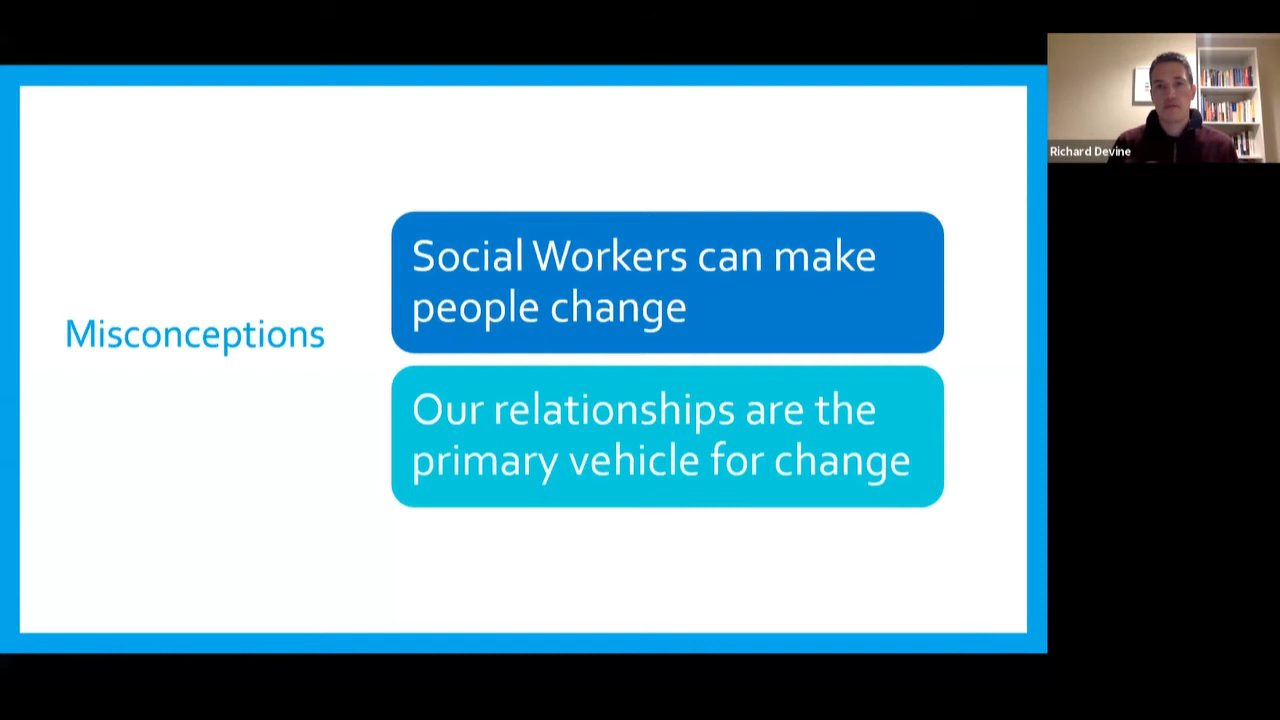 Misconceptions
Social Workers can make
people change
Our relationships are the
primary vehicle for change
Richard Devine